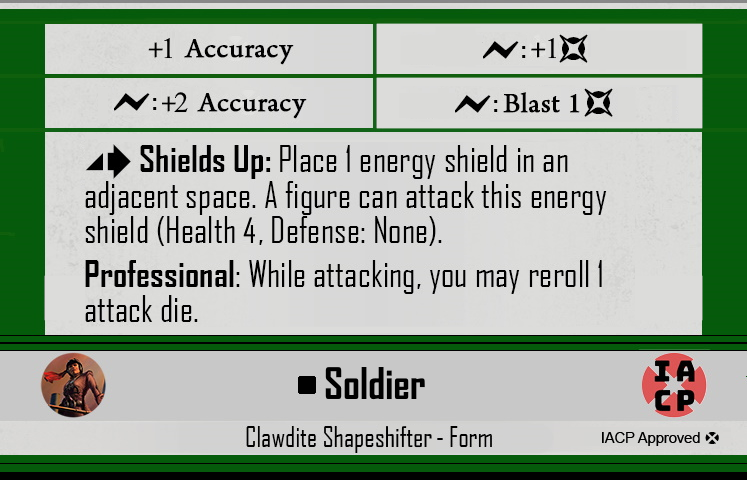 +1 Accuracy
:+1
:+2 Accuracy
:Blast 1
Shields Up: Place 1 energy shield in an
adjacent space. A figure can attack this energy
shield (Health 4, Defense: None).
Professional: While attacking, you may reroll 1
attack die.
Soldier
IA
CP
Clawdite Shapeshifter - Form
IACP Approved